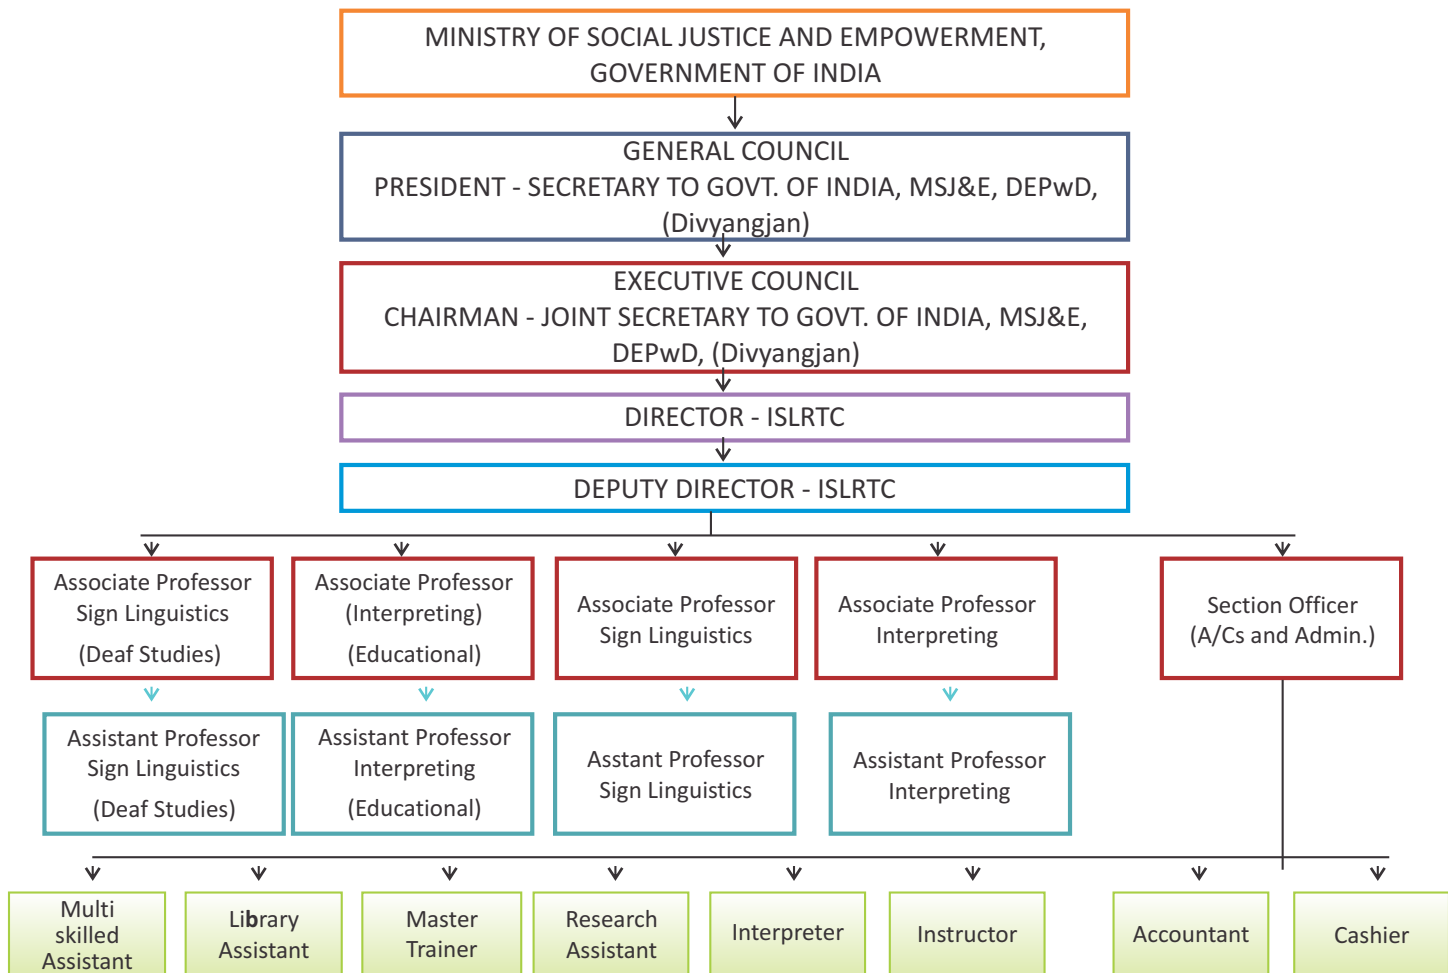 MINISTRY OF SOCIAL JUSTICE AND EMPOWERMENT,
GOVERNMENT OF INDIA
GENERAL COUNCIL
PRESIDENT - SECRETARY TO GOVT. OF INDIA, MSJ&E, DEPwD,
(Divyangjan)
EXECUTIVE COUNCIL
CHAIRMAN - JOINT SECRETARY TO GOVT. OF INDIA, MSJ&E,
DEPwD, (Divyangjan)
DIRECTOR - ISLRTC
DEPUTY DIRECTOR - ISLRTC
Associate Professor
Sign Linguistics
(Deaf Studies)
Associate Professor
(Interpreting)
(Educational)
Associate Professor
Sign Linguistics
Associate Professor
Interpreting
Section Officer
(A/Cs and Admin.)
Assistant Professor
Sign Linguistics
(Deaf Studies)
Assistant Professor
Interpreting
(Educational)
Asstant Professor
Sign Linguistics
Assistant Professor
Interpreting
Multi
skilled
Assistant
Library
Assistant
Master
Trainer
Research
Assistant
Interpreter
Instructor
Accountant
Cashier